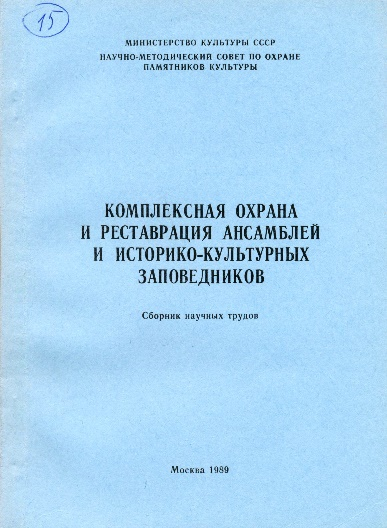 15
МИНИСТЕРСТВО КУЛЬТУРЫ СССР
НАУЧНО-МЕТОДИЧЕСКИЙ СОВЕТ ПО ОХРАНЕ
ПАМЯТНИКОВ КУЛЬТУРЫ
КОМПЛЕКСНАЯ ОХРАНА
И РЕСТАВРАЦИЯ АНСАМБЛЕЙ
И ИСТОРИКО-КУЛЬТУРНЫХ
ЗАПОВЕДНИКОВ
Сборник научных трудов
Москва 1989